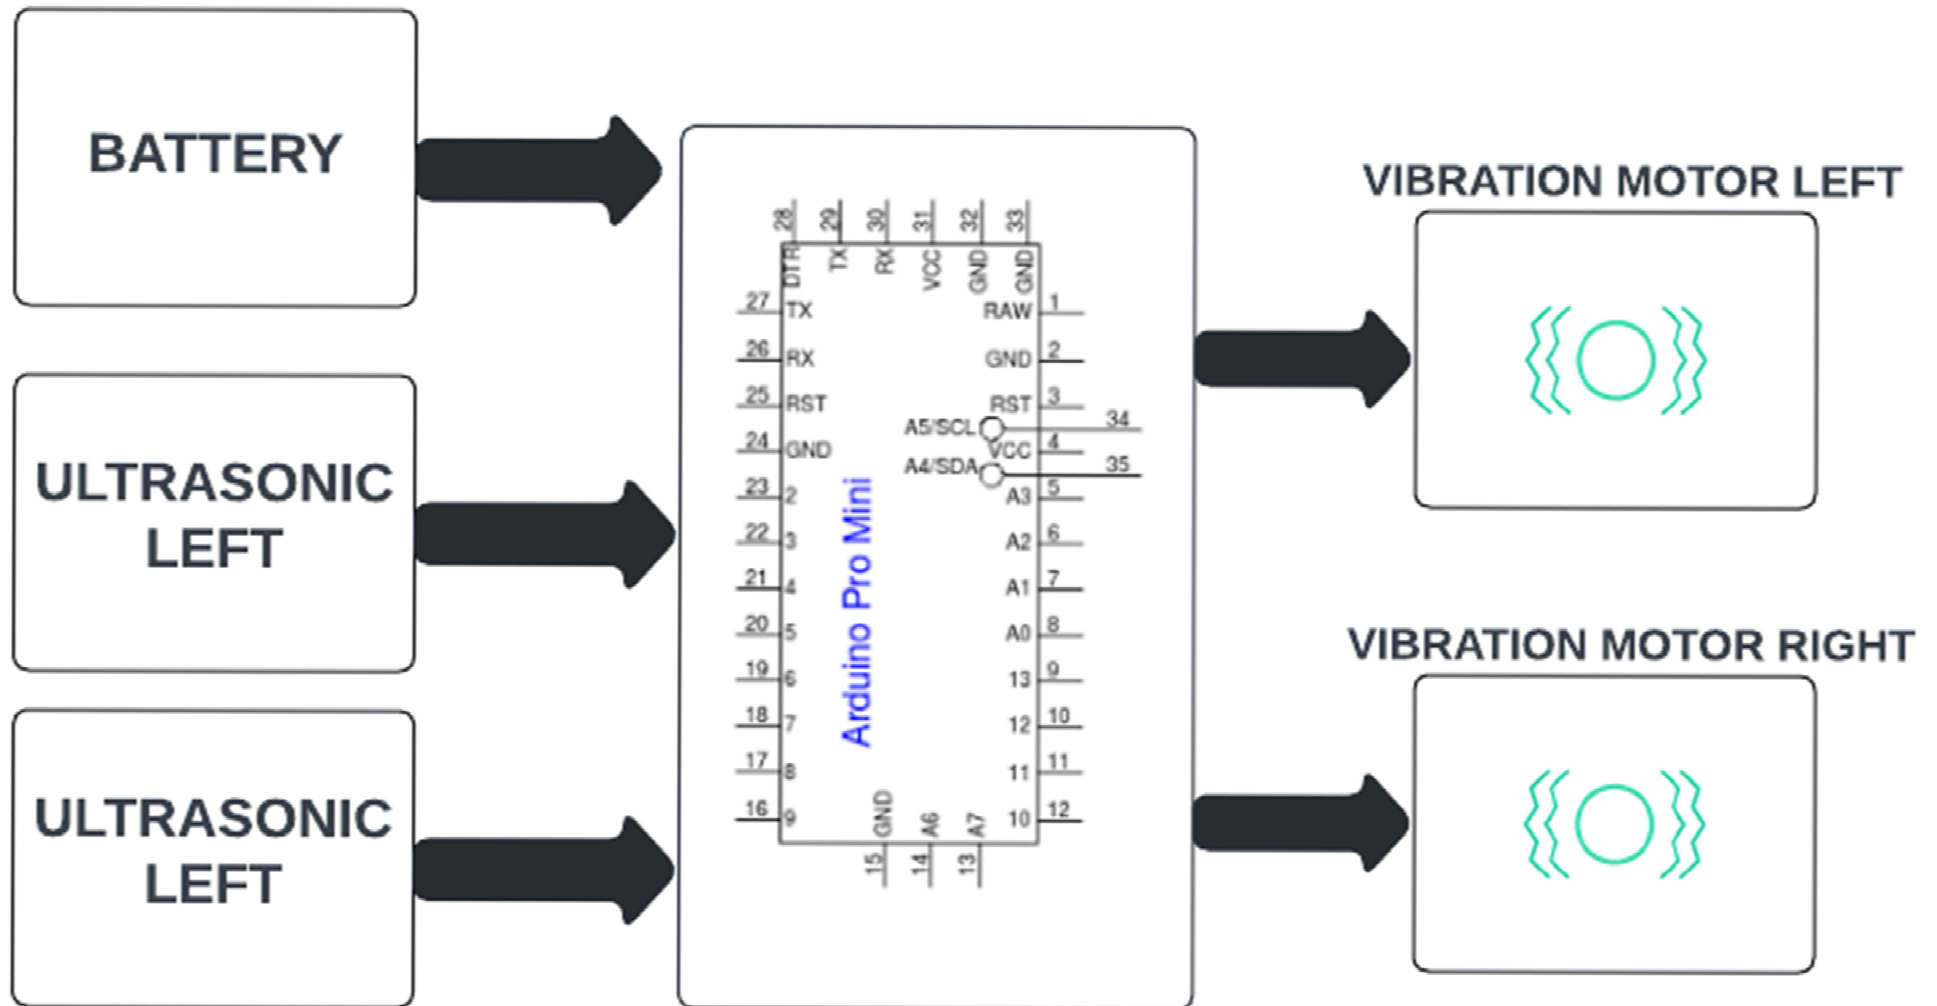 BATTERY
ULTRASONIC
LEFT
ULTRASONIC
LEFT
28 29 30 31 32 33
DTR TX RX VCC GND GND
27 TX RAW 1
26 RX GND 2
25 RST RST 3
A5/SCL 34
24 GND VCC 4
A4/SDA 35
23 2 A3 5
22 3 A2 6
21 4 A1 7
20 5 A0 8
19 6 13 9
18 7 12 10
17 8 11 11
16 9 10 12
Arduino Pro Mini
GND A6 A7
15 14 13
VIBRATION MOTOR LEFT
VIBRATION MOTOR RIGHT